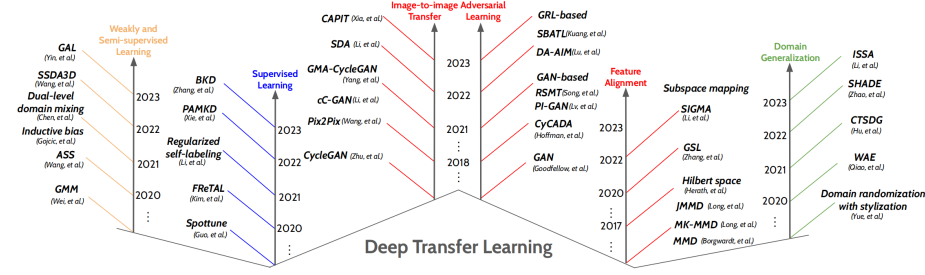 Weakly and
Semi-supervised
Learning
GAL
(Yin, et al.)
SSDA3D
(Wang, et al.)
Dual-level
domain mixing
(Chen, et al.)
Inductive bias
(Gojcic, et al.)
ASS
(Wang, et al.)
GMM
(Wei, et al.)
2023
2022
2021
2020
⋮
Supervised
Learning
BKD
(Zhang, et al.)
PAMKD
(Xie, et al.)
Regularized
self-labeling
(Li, et al.)
FReTAL
(Kim, et al.)
Spottune
(Guo, et al.)
2023
2022
2021
2020
⋮
Image-to-image
Transfer
CAPIT (Xia, et al.)
SDA (Li, et al.)
GMA-CycleGAN
(Yang, et al.)
cC-GAN (Li, et al.)
Pix2Pix (Wang, et al.)
CycleGAN (Zhu, et al.)
Adversarial
Learning
2023
2022
2021
⋮
2018
⋮
GRL-based
SBATL (Kuang, et al.)
DA-AIM (Lu, et al.)
GAN-based
RSMT (Song, et al.)
PI-GAN (Lv, et al.)
CyCADA
(Hoffman, et al.)
GAN
(Goodfellow, et al.)
Feature
Alignment
2023
2022
2020
⋮
2017
⋮
Subspace mapping
SIGMA
(Li, et al.)
GSL
(Zhang, et al.)
Hilbert space
(Herath, et al.)
JMMD (Long, et al.)
MK-MMD (Long, et al.)
MMD (Borgwardt, et al.)
Domain
Generalization
2023
2022
2021
2020
⋮
ISSA
(Li, et al.)
SHADE
(Zhao, et al.)
CTSDG
(Hu, et al.)
WAE
(Qiao, et al.)
Domain randomization
with stylization
(Yue, et al.)
Deep Transfer Learning